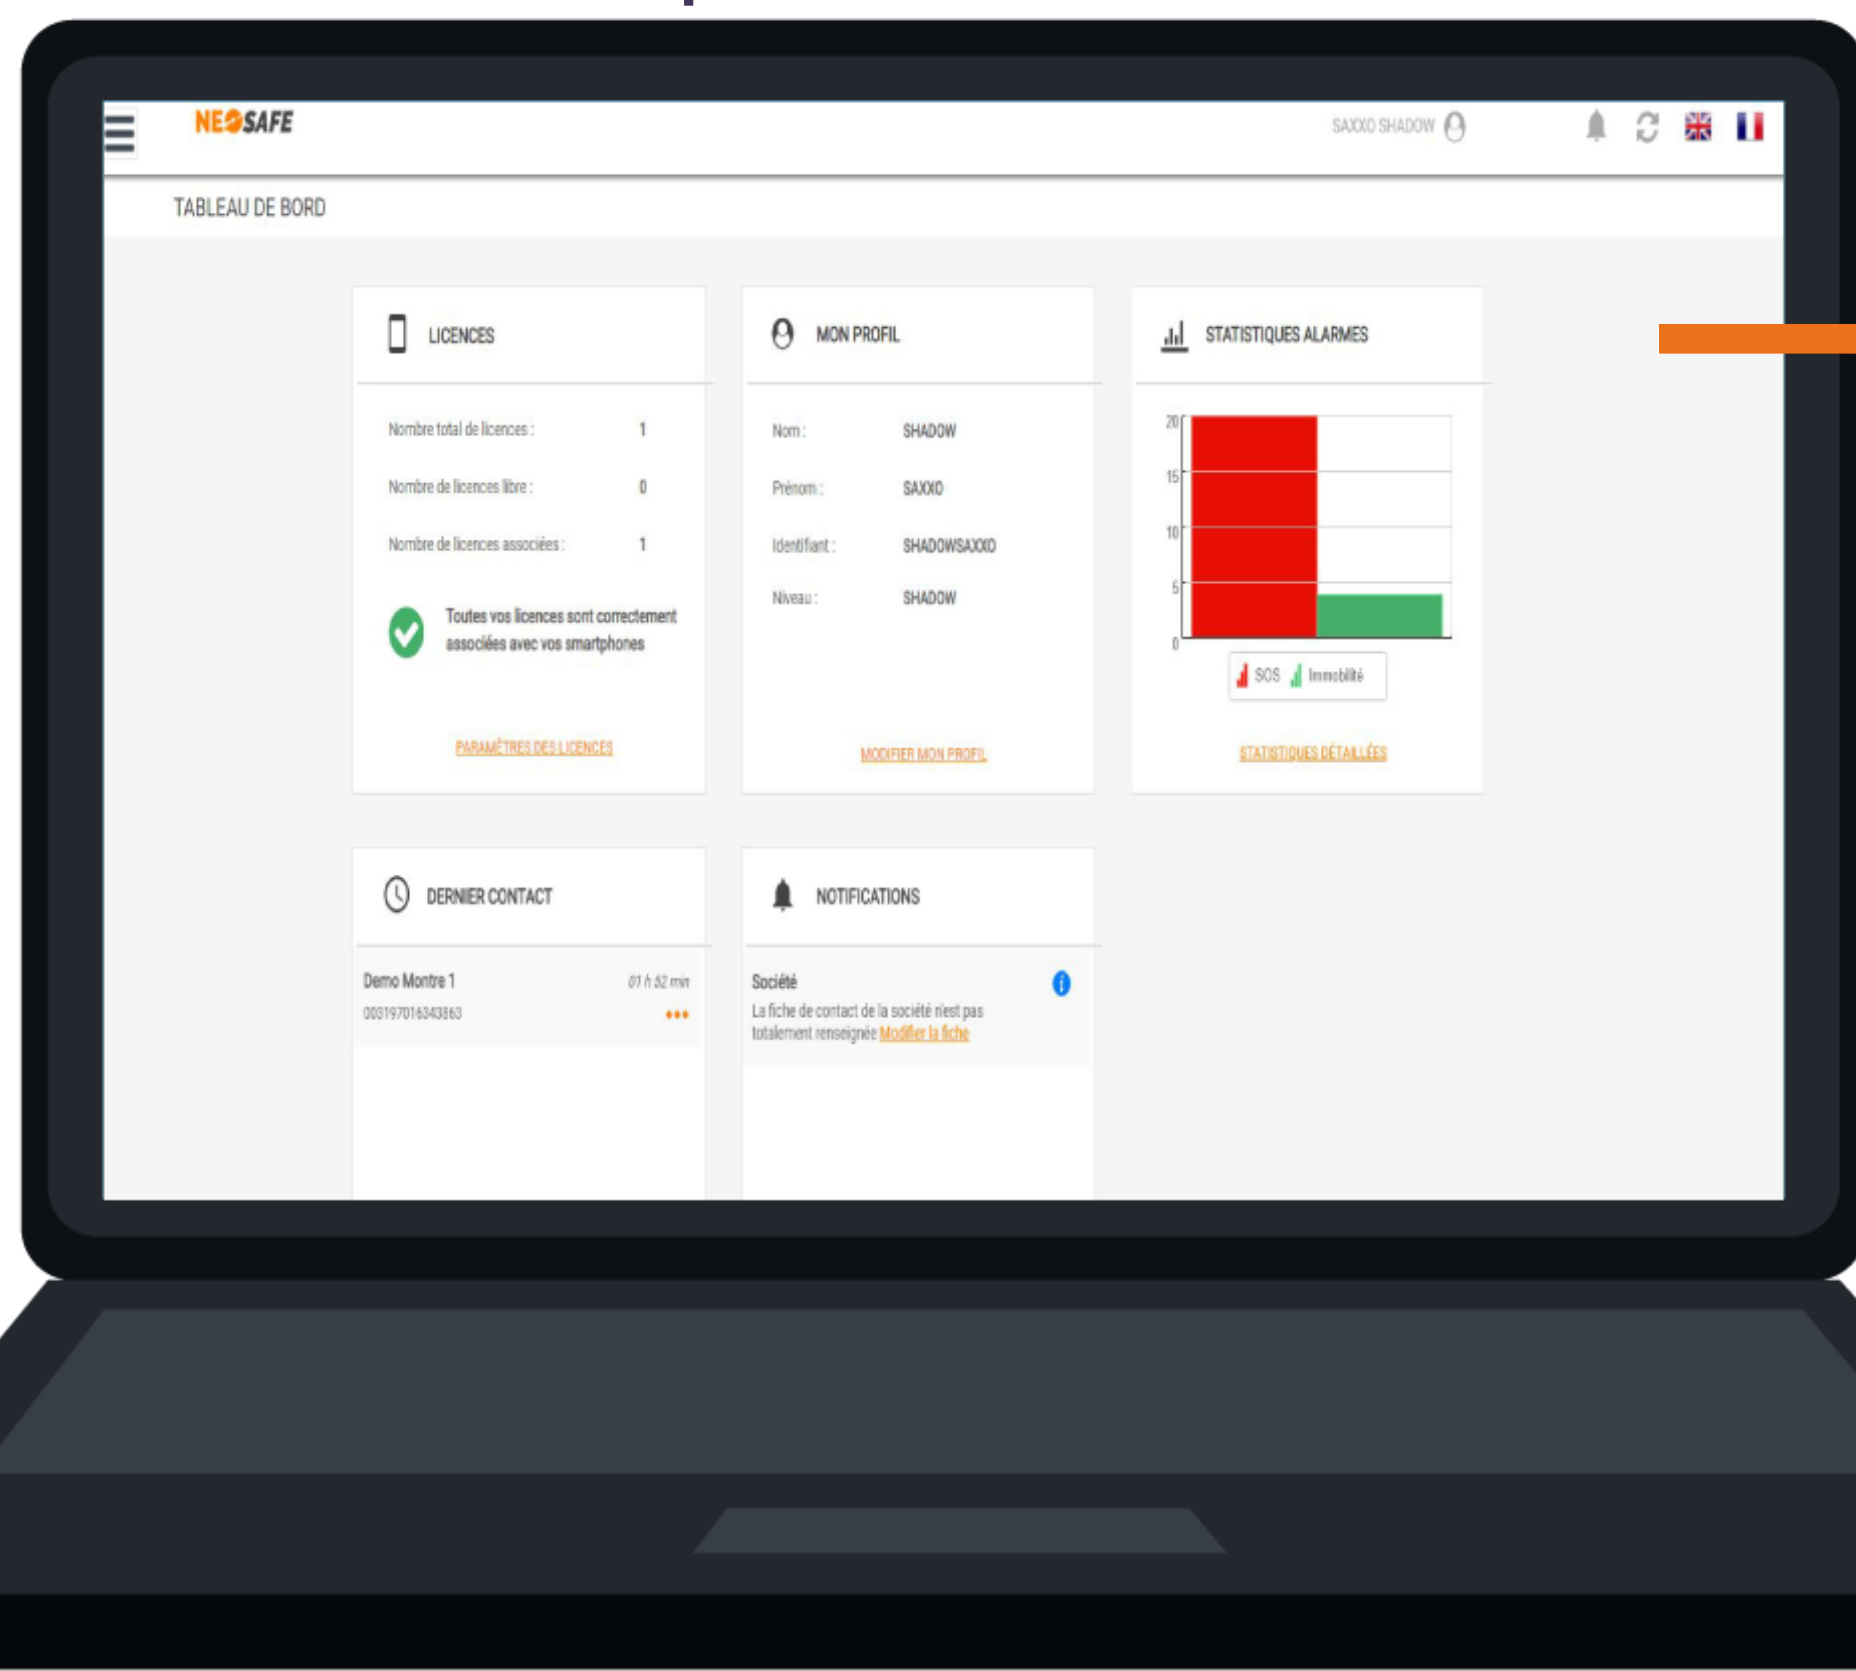 NEOSAFE
SAXXO SHADOW
TABLEAU DE BORD
LICENCES
Nombre total de licences : 1
Nombre de licences libre : 0
Nombre de licences associées : 1
Toutes vos licences sont correctement
associées avec vos smartphones
PARAMÈTRES DES LICENCES
MON PROFIL
Nom : SHADOW
Prénom : SAXXO
Identifiant : SHADOWSAXXO
Niveau : SHADOW
MODIFIER MON PROFIL
STATISTIQUES ALARMES
20
15
10
5
0
SOS Immobilité
STATISTIQUES DÉTAILLÉES
DERNIER CONTACT
Demo Montre 1 01 h 52 min
003197016343863
NOTIFICATIONS
Société
La fiche de contact de la société n'est pas
totalement renseignée Modifier la fiche